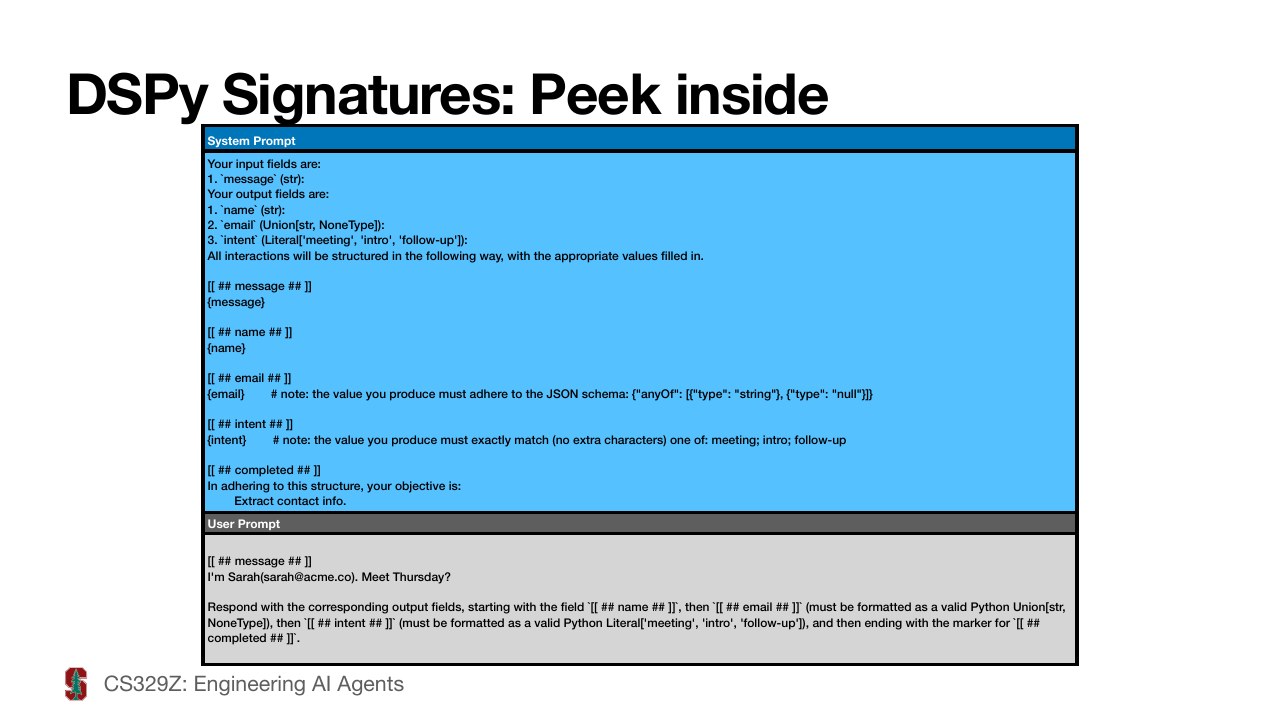 DSPy Signatures: Peek inside
System Prompt
Your input fields are:
1. `message` (str):
Your output fields are:
1. `name` (str):
2. `email` (Union[str, NoneType]):
3. `intent` (Literal['meeting', 'intro', 'follow-up']):
All interactions will be structured in the following way, with the appropriate values filled in.
[[ ## message ## ]]
{message}
[[ ## name ## ]]
{name}
[[ ## email ## ]]
{email}        # note: the value you produce must adhere to the JSON schema: {"anyOf": [{"type": "string"}, {"type": "null"}]}
[[ ## intent ## ]]
{intent}        # note: the value you produce must exactly match (no extra characters) one of: meeting; intro; follow-up
[[ ## completed ## ]]
In adhering to this structure, your objective is:
        Extract contact info.
User Prompt
[[ ## message ## ]]
I'm Sarah(sarah@acme.co). Meet Thursday?
Respond with the corresponding output fields, starting with the field `[[ ## name ## ]]`, then `[[ ## email ## ]]` (must be formatted as a valid Python Union[str,
NoneType]), then `[[ ## intent ## ]]` (must be formatted as a valid Python Literal['meeting', 'intro', 'follow-up']), and then ending with the marker for `[[ ##
completed ## ]]`.
CS329Z: Engineering AI Agents